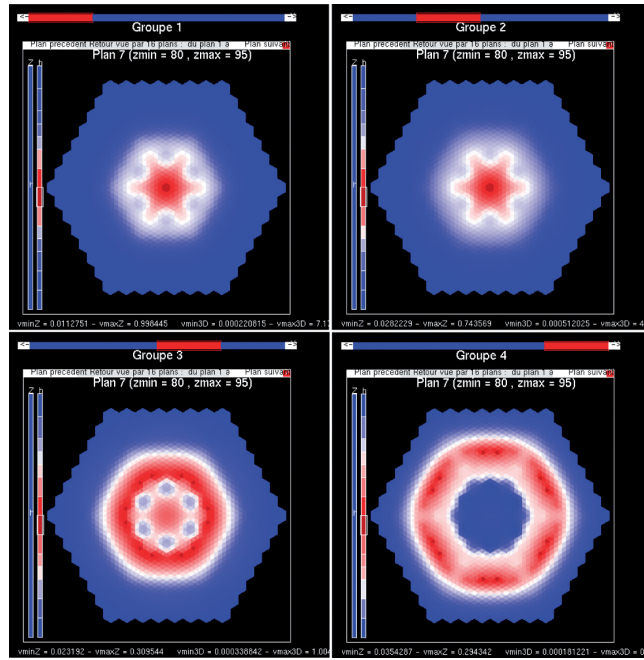 <- ->
Groupe 1
Plan precedent Retour vue par 16 plans : du plan 1 a Plan suivant
Plan 7 (zmin = 80 , zmax = 95)
Z
vminZ = 0.0112751 - vmaxZ = 0.998445 vmin3D = 0.000220815 - vmax3D = 7.17
<- ->
Groupe 2
Plan precedent Retour vue par 16 plans : du plan 1 a Plan suivant
Plan 7 (zmin = 80 , zmax = 95)
Z
vminZ = 0.0282229 - vmaxZ = 0.743569 vmin3D = 0.000512025 - vmax3D = 4
<- ->
Groupe 3
Plan precedent Retour vue par 16 plans : du plan 1 a Plan suivant
Plan 7 (zmin = 80 , zmax = 95)
Z
vminZ = 0.023192 - vmaxZ = 0.309544 vmin3D = 0.000338842 - vmax3D = 1.004
<- ->
Groupe 4
Plan precedent Retour vue par 16 plans : du plan 1 a Plan suivant
Plan 7 (zmin = 80 , zmax = 95)
Z
vminZ = 0.0354287 - vmaxZ = 0.294342 vmin3D = 0.000181221 - vmax3D =